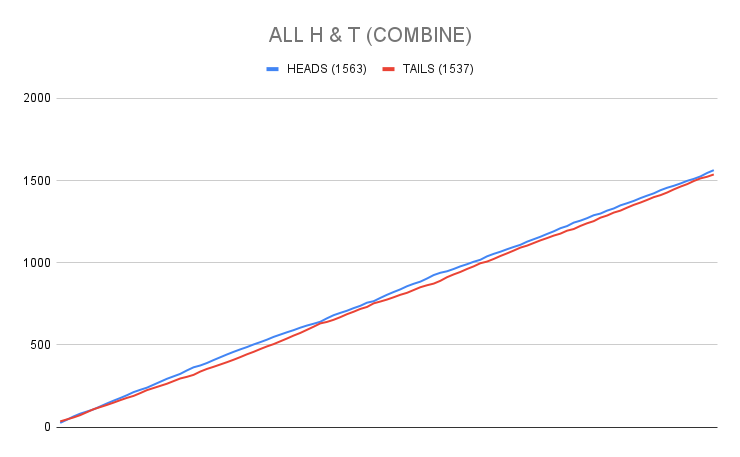 ALL H & T (COMBINE)
HEADS (1563) TAILS (1537)
2000
1500
1000
500
0